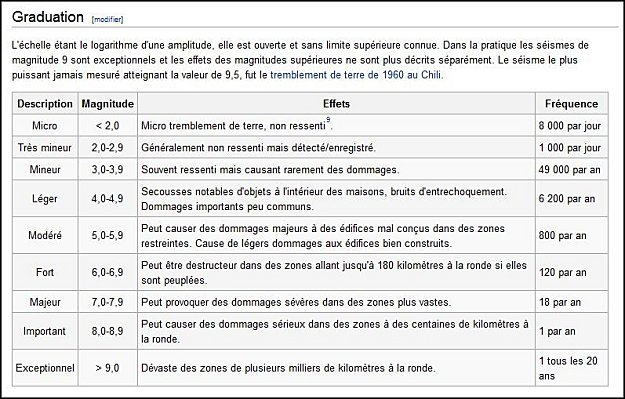 Graduation [modifier]
L'échelle étant le logarithme d'une amplitude, elle est ouverte et sans limite supérieure connue. Dans la pratique les séismes de
magnitude 9 sont exceptionnels et les effets des magnitudes supérieures ne sont plus décrits séparément. Le séisme le plus
puissant jamais mesuré atteignant la valeur de 9,5, fut le tremblement de terre de 1960 au Chili.
Description Magnitude Effets Fréquence
Micro < 2,0 Micro tremblement de terre, non ressenti9. 8 000 par jour
Très mineur 2,0-2,9 Généralement non ressenti mais détecté/enregistré. 1 000 par jour
Mineur 3,0-3,9 Souvent ressenti mais causant rarement des dommages. 49 000 par an
Léger 4,0-4,9 Secousses notables d'objets à l'intérieur des maisons, bruits d'entrechoquement.
Dommages importants peu communs. 6 200 par an
Modéré 5,0-5,9 Peut causer des dommages majeurs à des édifices mal conçus dans des zones
restreintes. Cause de légers dommages aux édifices bien construits. 800 par an
Fort 6,0-6,9 Peut être destructeur dans des zones allant jusqu'à 180 kilomètres à la ronde si elles
sont peuplées. 120 par an
Majeur 7,0-7,9 Peut provoquer des dommages sévères dans des zones plus vastes. 18 par an
Important 8,0-8,9 Peut causer des dommages sérieux dans des zones à des centaines de kilomètres à
la ronde. 1 par an
Exceptionnel > 9,0 Dévaste des zones de plusieurs milliers de kilomètres à la ronde. 1 tous les 20
ans